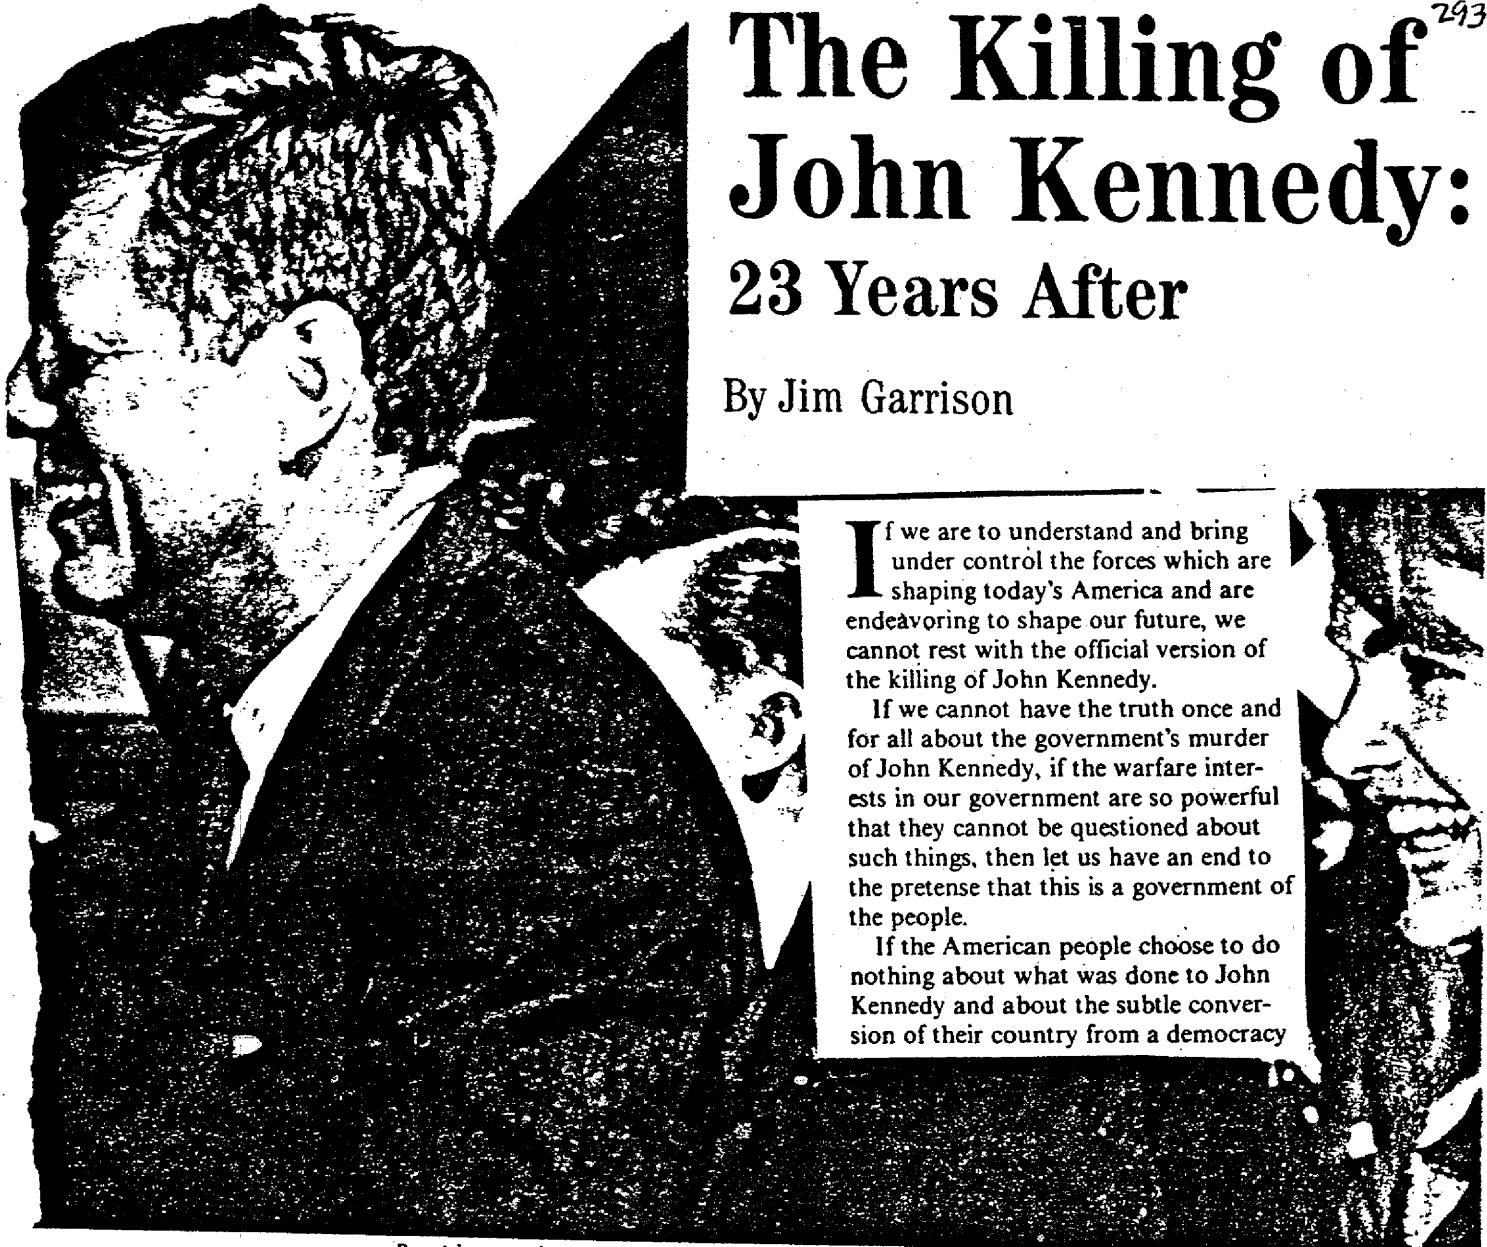 293
The Killing of
John Kennedy:
23 Years After
By Jim Garrison
If we are to understand and bring
under control the forces which are
shaping today's America and are
endeavoring to shape our future, we
cannot rest with the official version of
the killing of John Kennedy.
If we cannot have the truth once and
for all about the government's murder
of John Kennedy, if the warfare inter-
ests in our government are so powerful
that they cannot be questioned about
such things, then let us have an end to
the pretense that this is a government of
the people.
If the American people choose to do
nothing about what was done to John
Kennedy and about the subtle conver-
sion of their country from a democracy